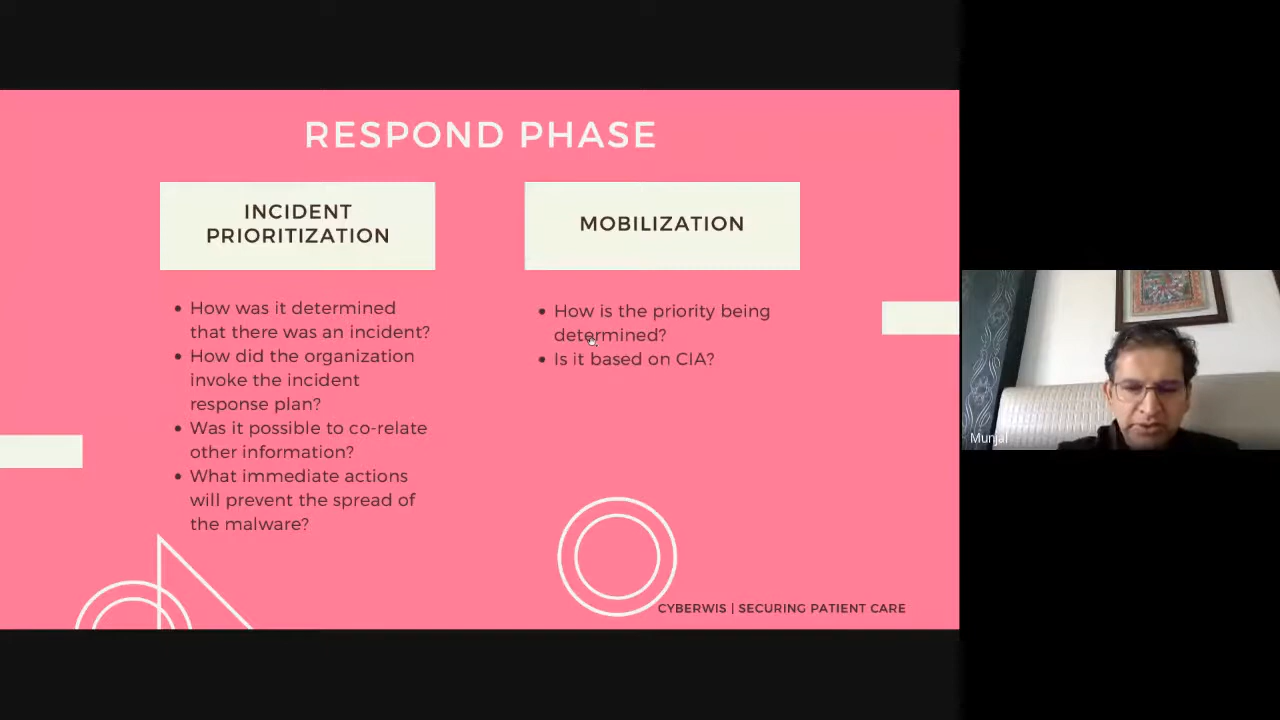 RESPOND PHASE
INCIDENT
PRIORITIZATION
• How was it determined
that there was an incident?
• How did the organization
invoke the incident
response plan?
• Was it possible to co-relate
other information?
• What immediate actions
will prevent the spread of
the malware?
MOBILIZATION
• How is the priority being
determined?
• Is it based on CIA?
CYBERWIS | SECURING PATIENT CARE
Munjal